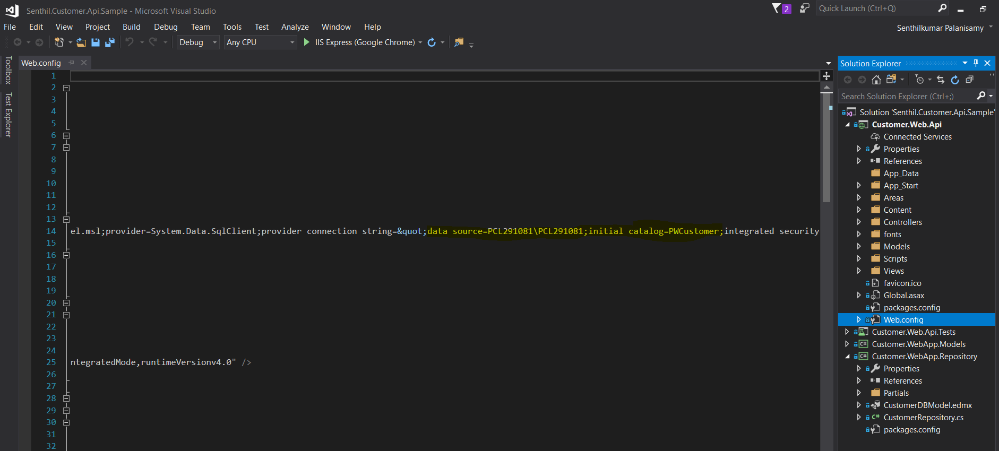 Senthil.Customer.Api.Sample - Microsoft Visual Studio
2
Quick Launch (Ctrl+Q)
File Edit View Project Build Debug Team Tools Test Analyze Window Help
Senthilkumar Palanisamy
Debug Any CPU IIS Express (Google Chrome)
Toolbox
Test Explorer
Web.config
1
2
3
4
5
6
7
8
9
10
11
12
13
14 el.msl;provider=System.Data.SqlClient;provider connection string=&quot;data source=PCL291081\PCL291081;initial catalog=PWCustomer;integrated security
15
16
17
18
19
20
21
22
23
24
25 ntegratedMode,runtimeVersionv4.0" />
26
27
28
29
30
31
32
Solution Explorer
Search Solution Explorer (Ctrl+;)
Solution 'Senthil.Customer.Api.Sample'
Customer.Web.Api
Connected Services
Properties
References
App_Data
App_Start
Areas
Content
Controllers
fonts
Models
Scripts
Views
favicon.ico
Global.asax
packages.config
Web.config
Customer.Web.Api.Tests
C# Customer.WebApp.Models
C# Customer.WebApp.Repository
Properties
References
Partials
CustomerDBModel.edmx
C# CustomerRepository.cs
packages.config